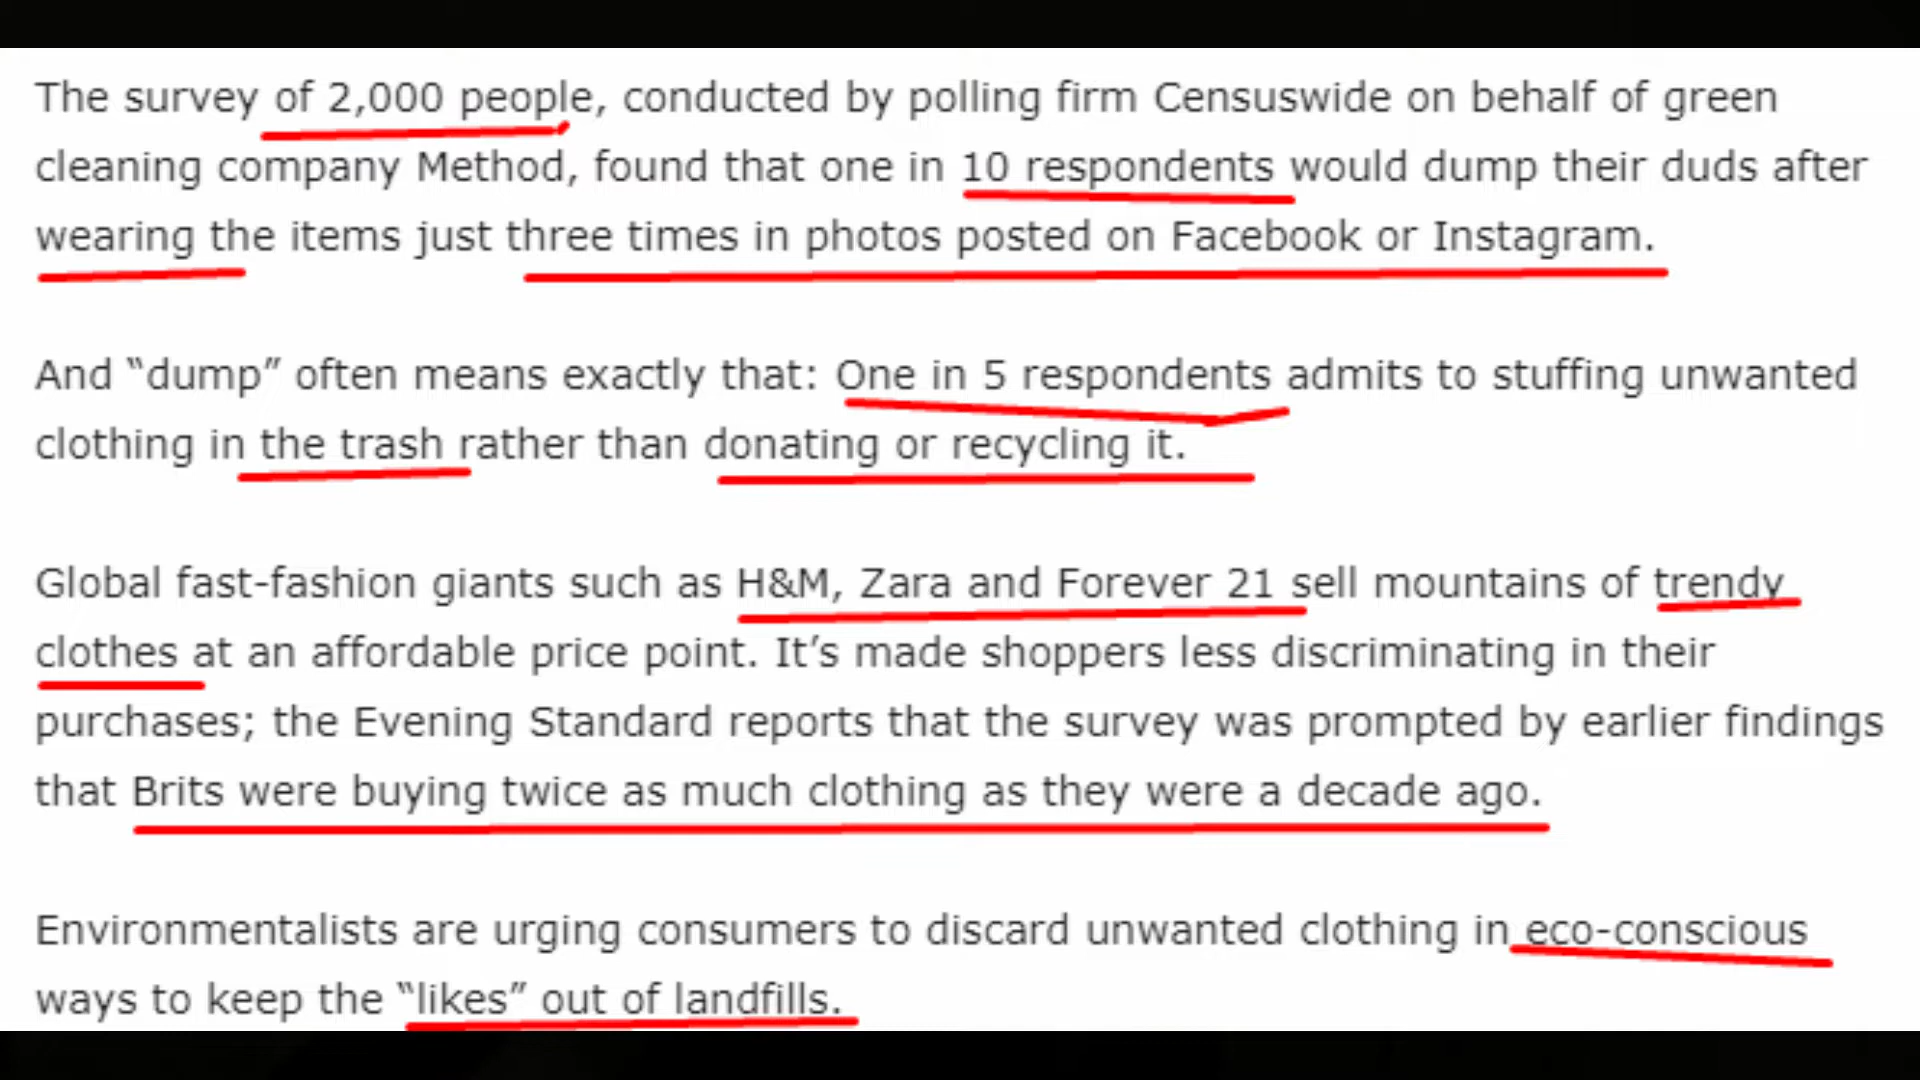 The survey of 2,000 people, conducted by polling firm Censuswide on behalf of green
cleaning company Method, found that one in 10 respondents would dump their duds after
wearing the items just three times in photos posted on Facebook or Instagram.
And “dump” often means exactly that: One in 5 respondents admits to stuffing unwanted
clothing in the trash rather than donating or recycling it.
Global fast-fashion giants such as H&M, Zara and Forever 21 sell mountains of trendy
clothes at an affordable price point. It’s made shoppers less discriminating in their
purchases; the Evening Standard reports that the survey was prompted by earlier findings
that Brits were buying twice as much clothing as they were a decade ago.
Environmentalists are urging consumers to discard unwanted clothing in eco-conscious
ways to keep the “likes” out of landfills.